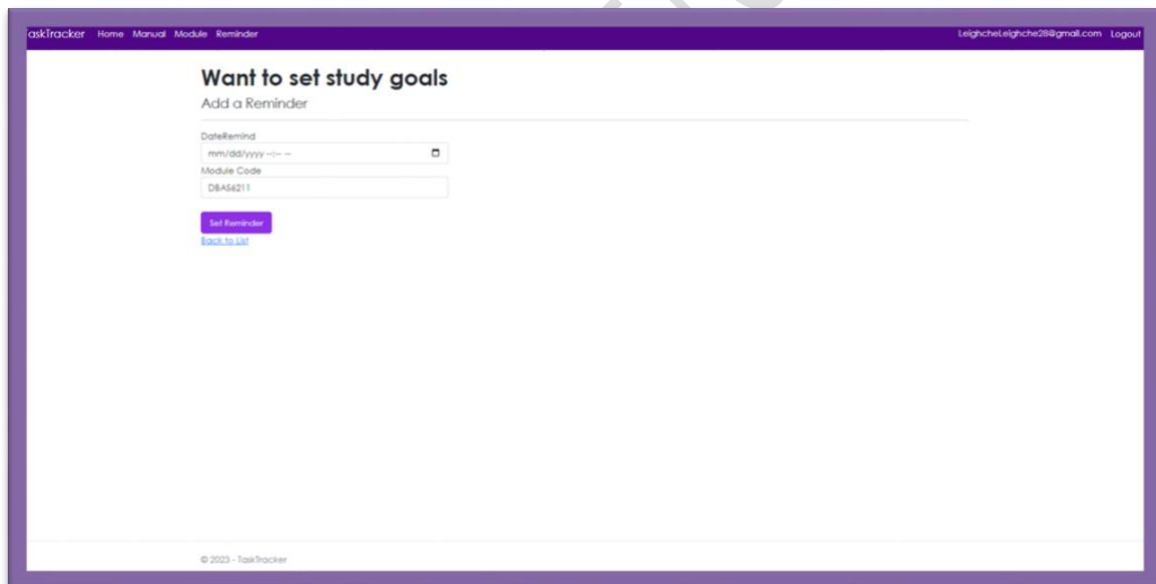 askTracker Home Manual Module Reminder LeighcheLeighche28@gmail.com Logout
Want to set study goals
Add a Reminder
DateRemind
mm/dd/yyyy --:-- --
Module Code
DBAS6211
Set Reminder
Back to List
© 2023 - TaskTracker